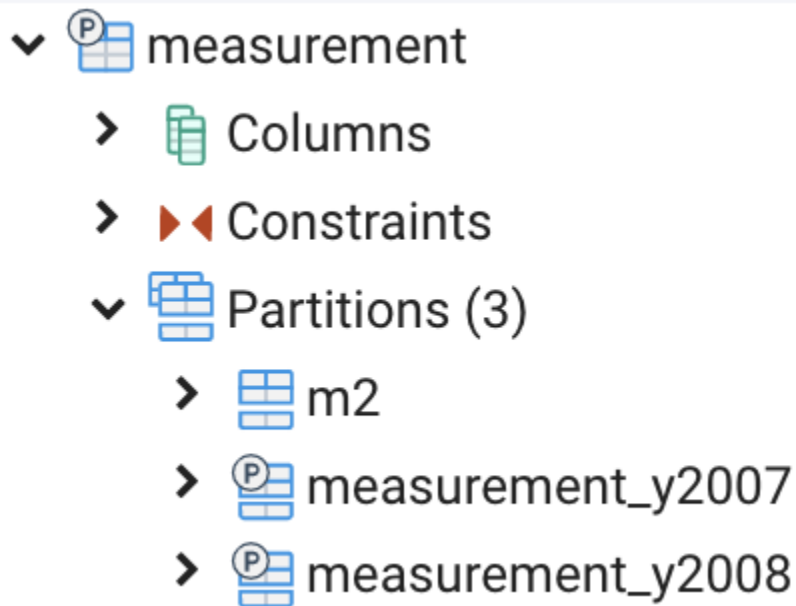 P measurement
Columns
Constraints
Partitions (3)
m2
P measurement_y2007
P measurement_y2008